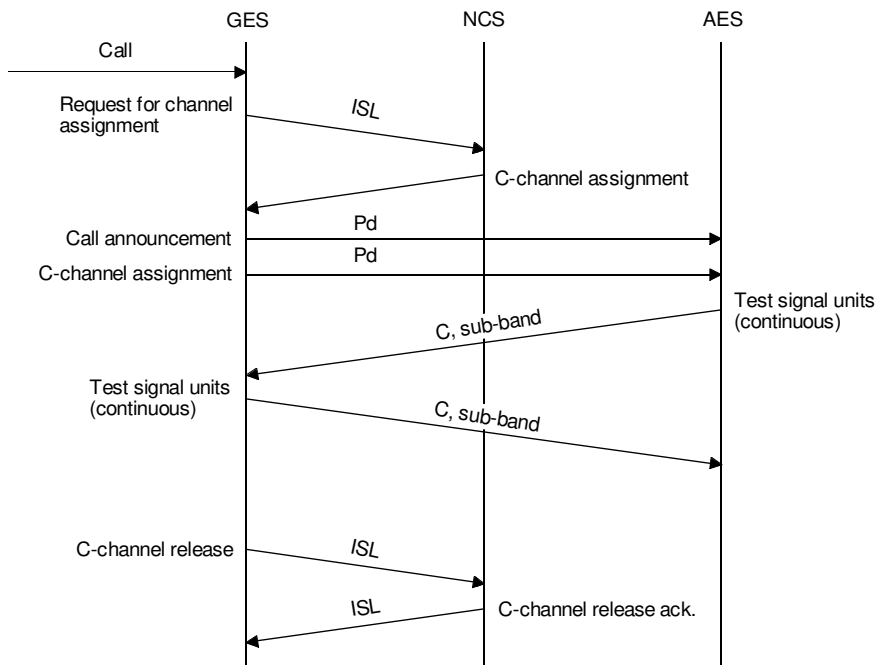 GES
NCS
AES
Call
Request for channel
assignment
ISL
C-channel assignment
Call announcement
Pd
C-channel assignment
Pd
Test signal units
(continuous)
C, sub-band
Test signal units
(continuous)
C, sub-band
C-channel release
ISL
ISL
C-channel release ack.